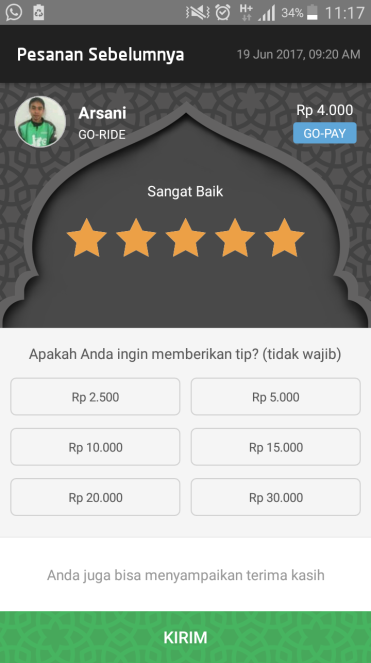 H+ 34% 11:17
Pesanan Sebelumnya 19 Jun 2017, 09:20 AM
Arsani Rp 4.000
GO-RIDE GO-PAY
Sangat Baik
Apakah Anda ingin memberikan tip? (tidak wajib)
Rp 2.500 Rp 5.000
Rp 10.000 Rp 15.000
Rp 20.000 Rp 30.000
Anda juga bisa menyampaikan terima kasih
KIRIM